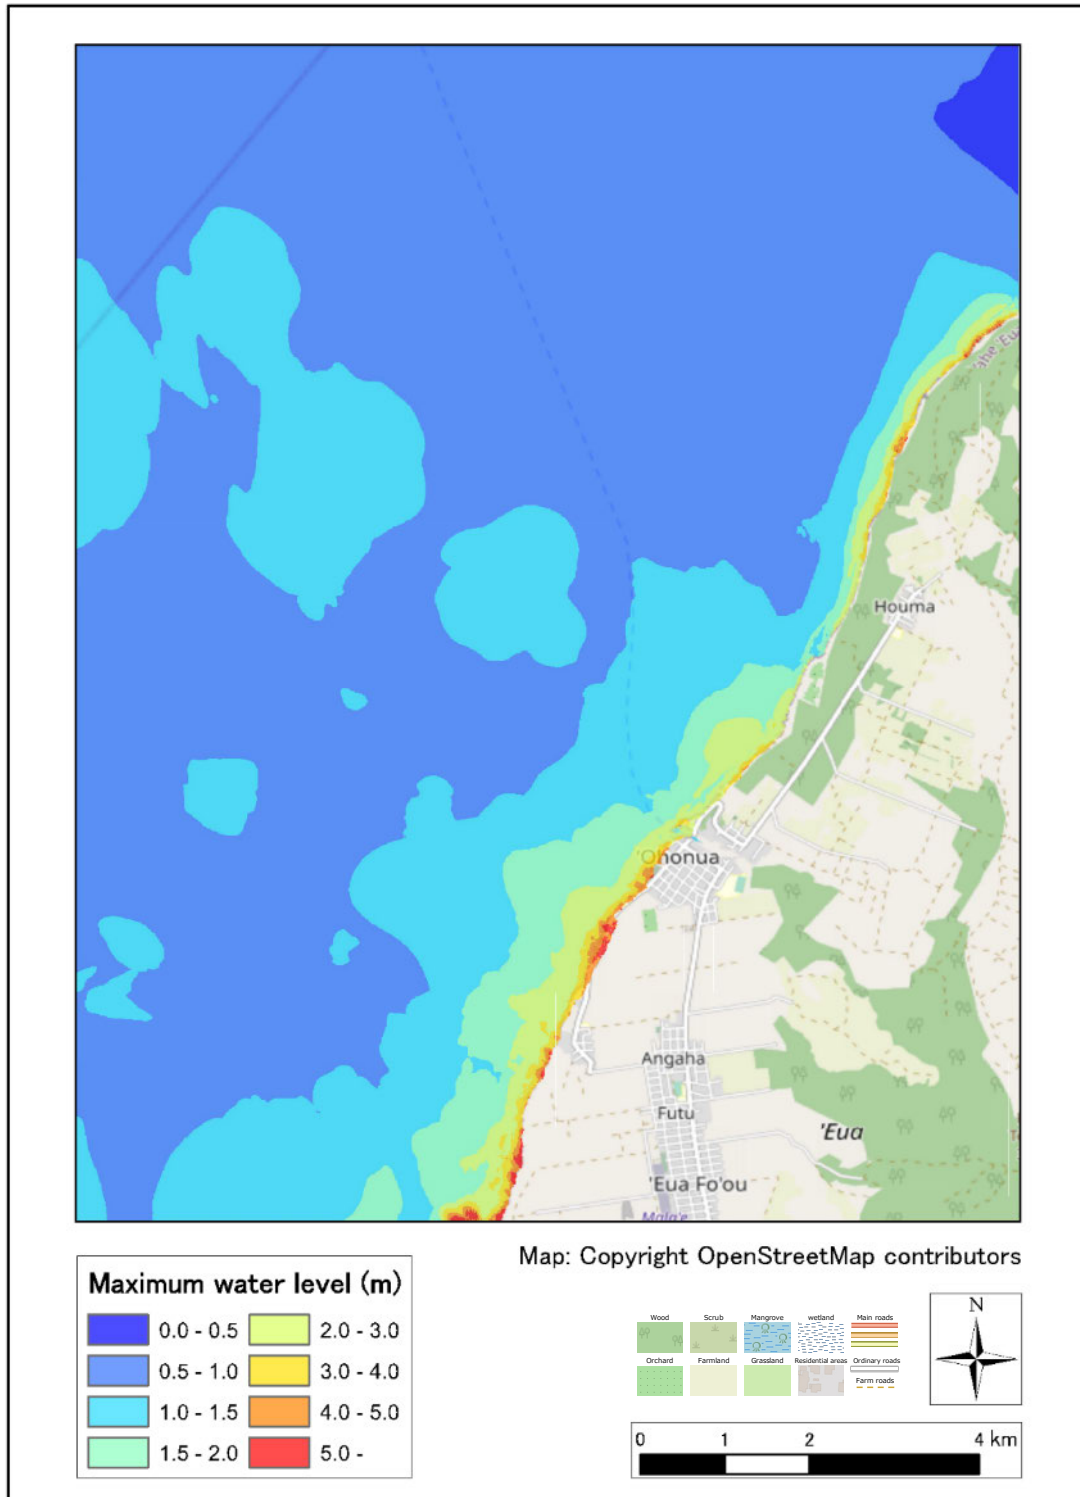 'Eu
Houma
'Ohonua
Angaha
Futu
'Eua
'Eua Fo'ou
Mala'e
Map: Copyright OpenStreetMap contributors
Maximum water level (m)
0.0 - 0.5
2.0 - 3.0
0.5 - 1.0
3.0 - 4.0
1.0 - 1.5
4.0 - 5.0
1.5 - 2.0
5.0 -
Wood
Scrub
Mangrove
wetland
Main roads
Orchard
Farmland
Grassland
Residential areas
Ordinary roads
Farm roads
N
0 1 2 4 km